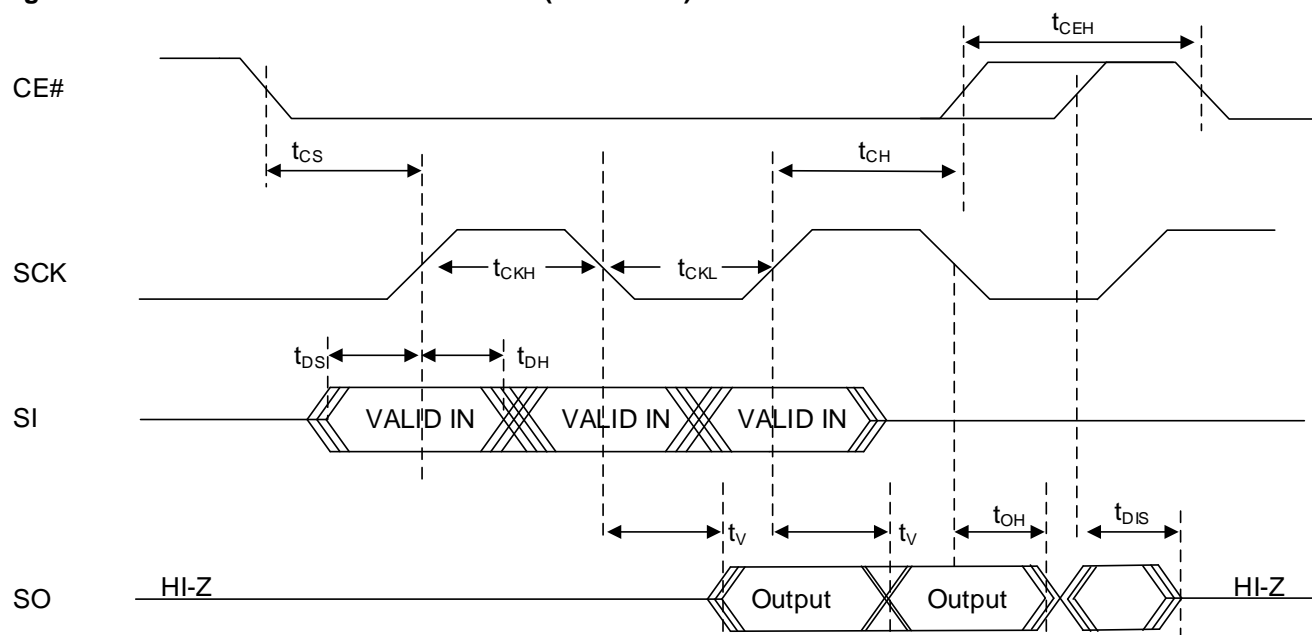 tCEH
CE#
tCS
tCH
SCK
tCKH
tCKL
tDS
tDH
SI
VALID IN
VALID IN
VALID IN
tV
tV
tOH
tDIS
SO
HI-Z
Output
Output
HI-Z